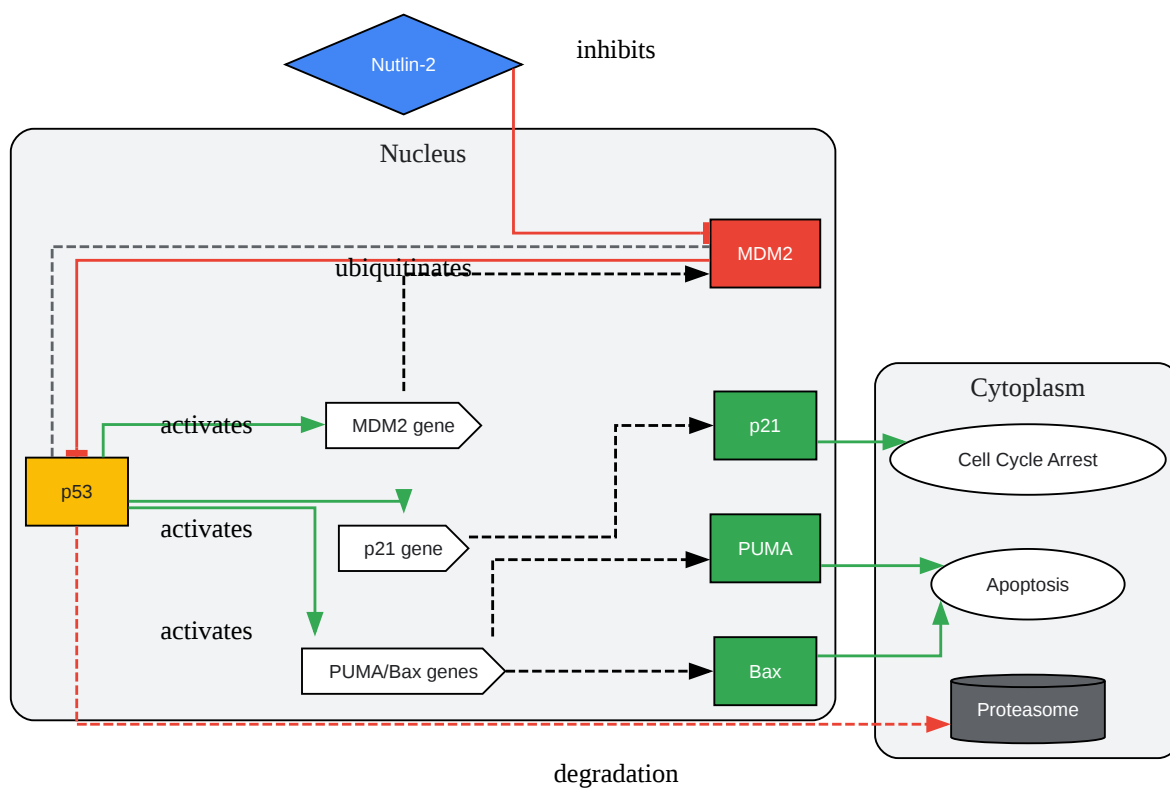 Nutlin-2
inhibits
Nucleus
MDM2
ubiquitinates
Cytoplasm
activates
MDM2 gene
p21
Cell Cycle Arrest
p53
activates
p21 gene
PUMA
Apoptosis
activates
PUMA/Bax genes
Bax
Proteasome
degradation